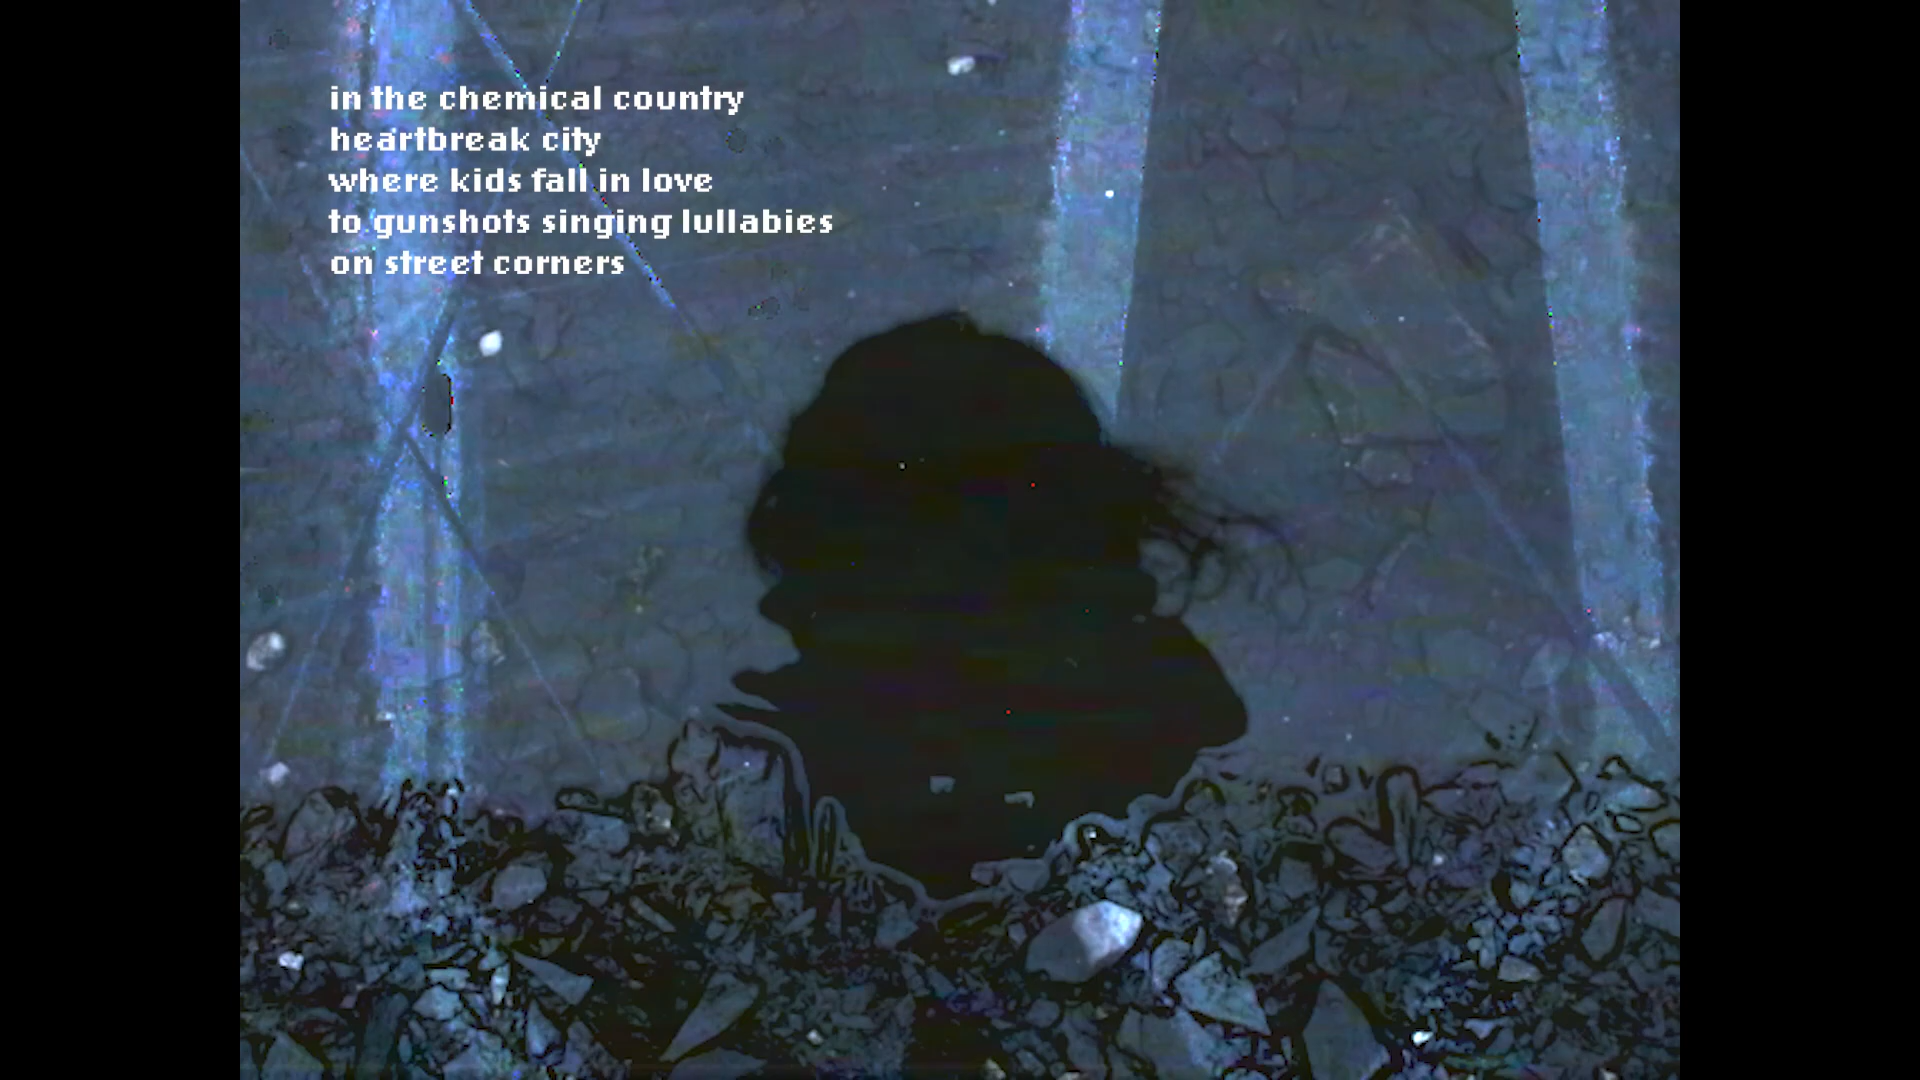 in the chemical country
heartbreak city
where kids fall in love
to gunshots singing lullabies
on street corners